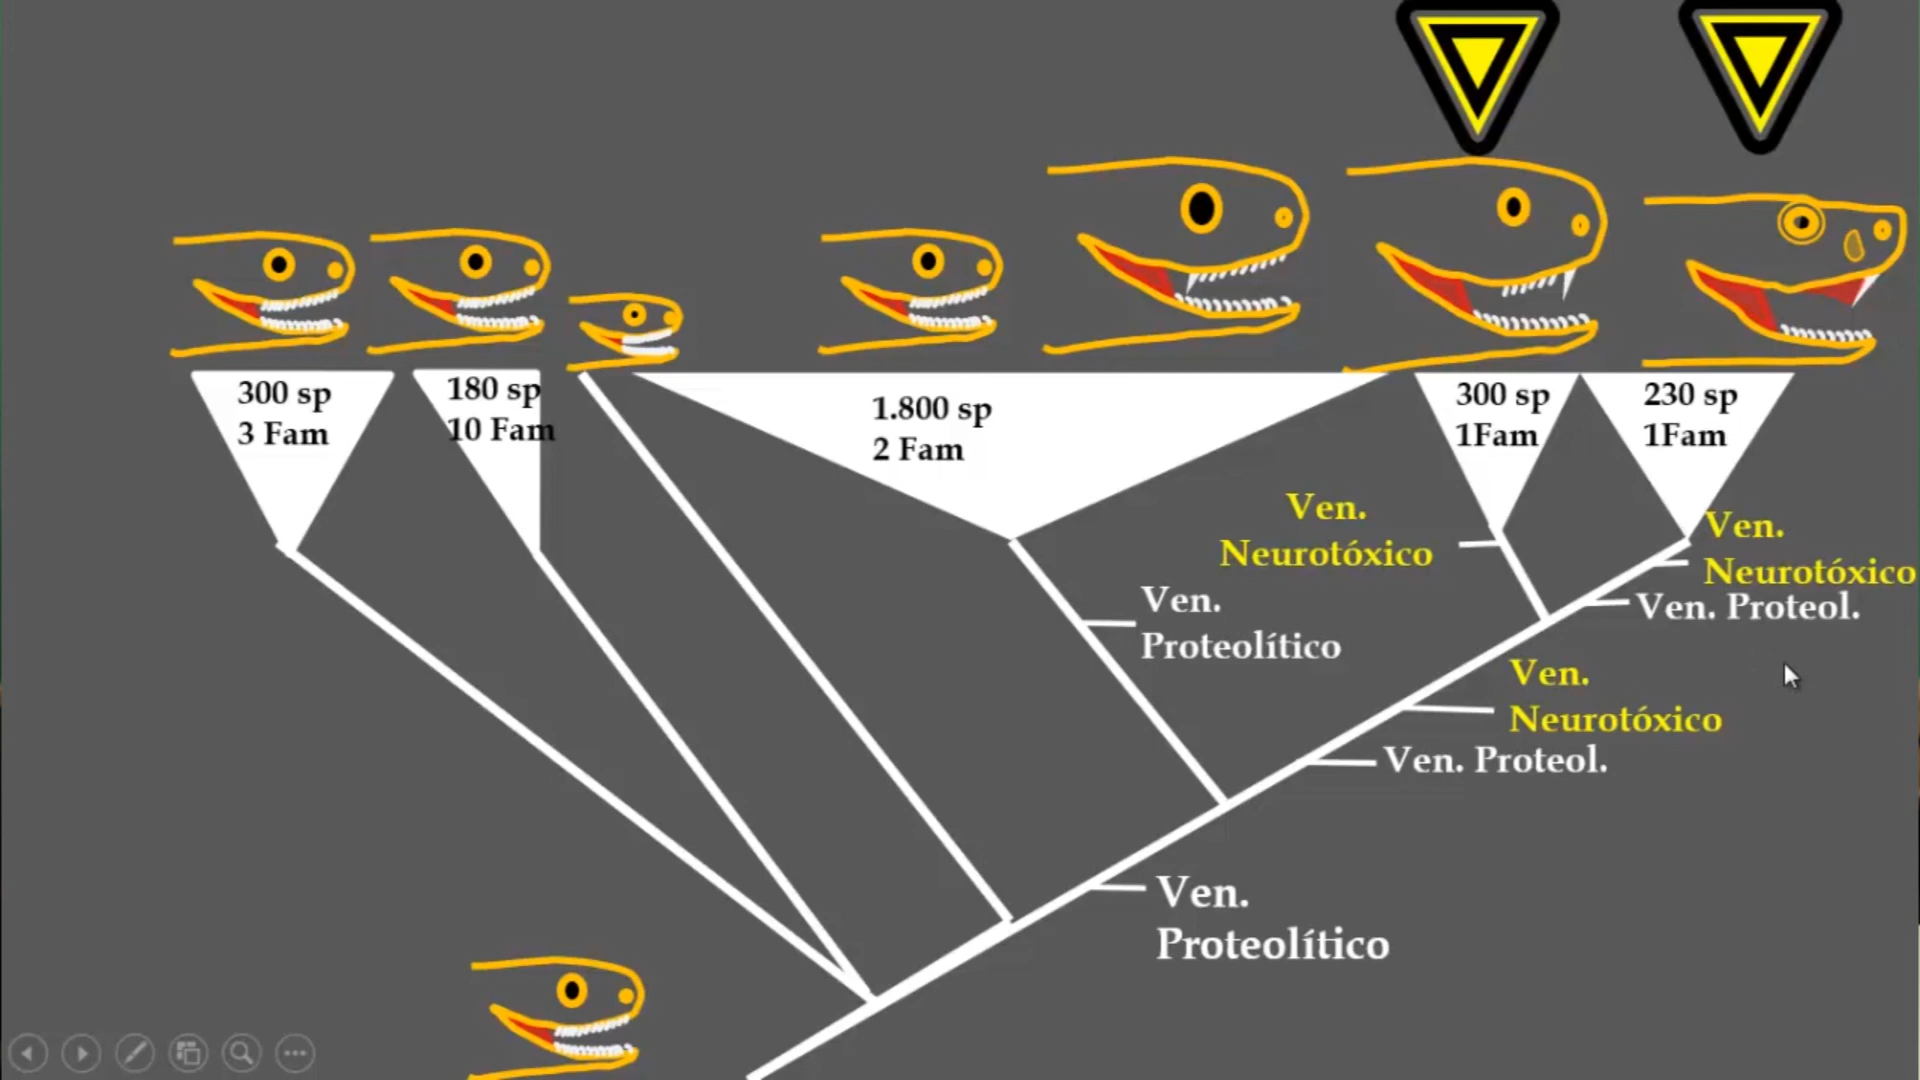 300 sp
3 Fam
180 sp
10 Fam
1.800 sp
2 Fam
300 sp
1Fam
230 sp
1Fam
Ven.
Neurotóxico
Ven.
Neurotóxico
Ven. Proteol.
Ven.
Proteolítico
Ven.
Neurotóxico
Ven. Proteol.
Ven.
Proteolítico